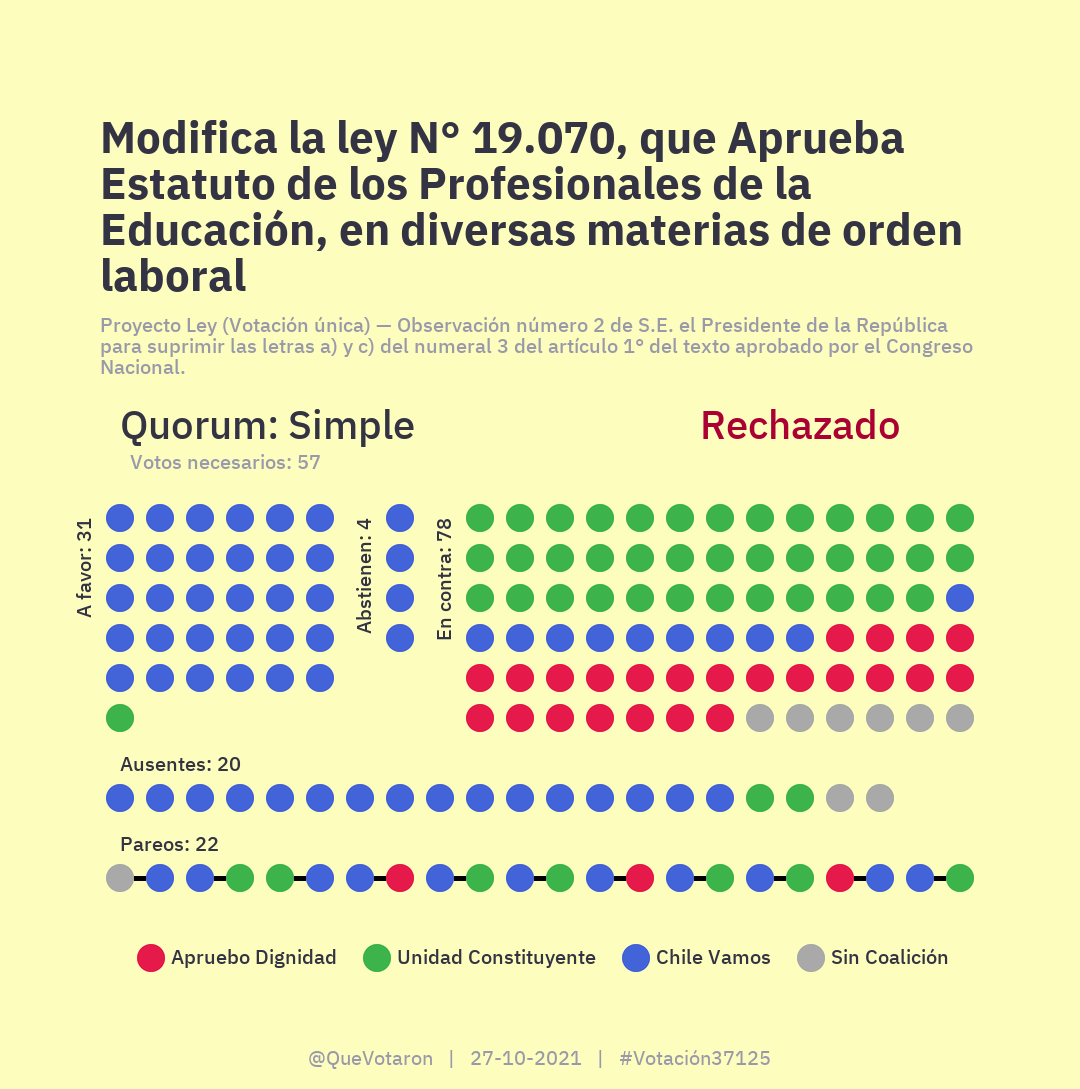 Modifica la ley N° 19.070, que Aprueba
Estatuto de los Profesionales de la
Educación, en diversas materias de orden
laboral
Proyecto Ley (Votación única) — Observación número 2 de S.E. el Presidente de la República
para suprimir las letras a) y c) del numeral 3 del artículo 1° del texto aprobado por el Congreso
Nacional.
Quorum: Simple
Rechazado
Votos necesarios: 57
A favor: 31
Abstienen: 4
En contra: 78
Ausentes: 20
Pareos: 22
Apruebo Dignidad
Unidad Constituyente
Chile Vamos
Sin Coalición
@QueVotaron | 27-10-2021 | #Votación37125